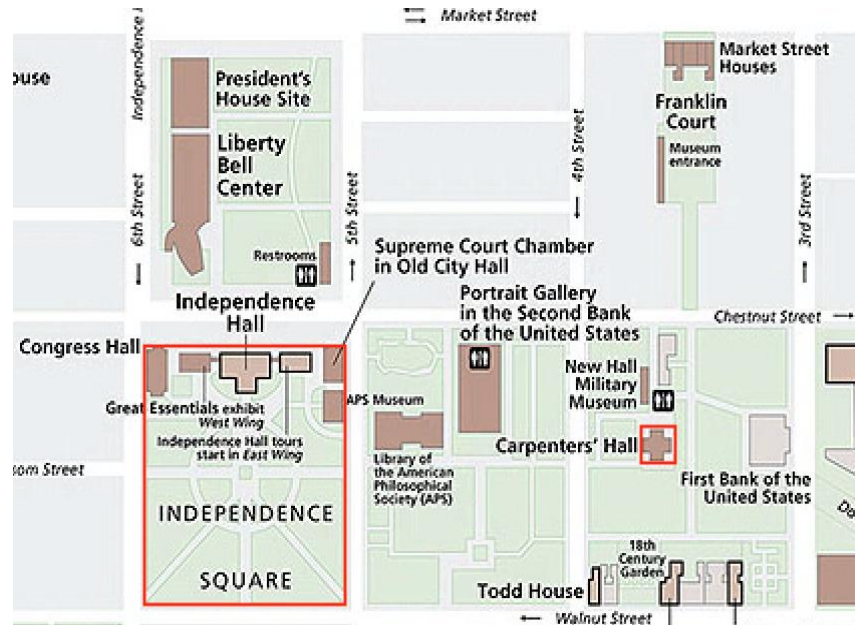 Market Street
Independence
ouse
President's
House Site
Liberty
Bell
Center
6th Street
5th Street
4th Street
3rd Street
Market Street
Houses
Franklin
Court
Museum
entrance
Restrooms
Supreme Court Chamber
in Old City Hall
Independence
Hall
Portrait Gallery
in the Second Bank
of the United States
Chestnut Street
Congress Hall
Great Essentials exhibit
West Wing
Independence Hall tours
start in East Wing
APS Museum
New Hall
Military
Museum
Carpenters' Hall
Library of
the American
Philosophical
Society (APS)
First Bank of the
United States
som Street
INDEPENDENCE
SQUARE
18th
Century
Garden
Todd House
Walnut Street
Da